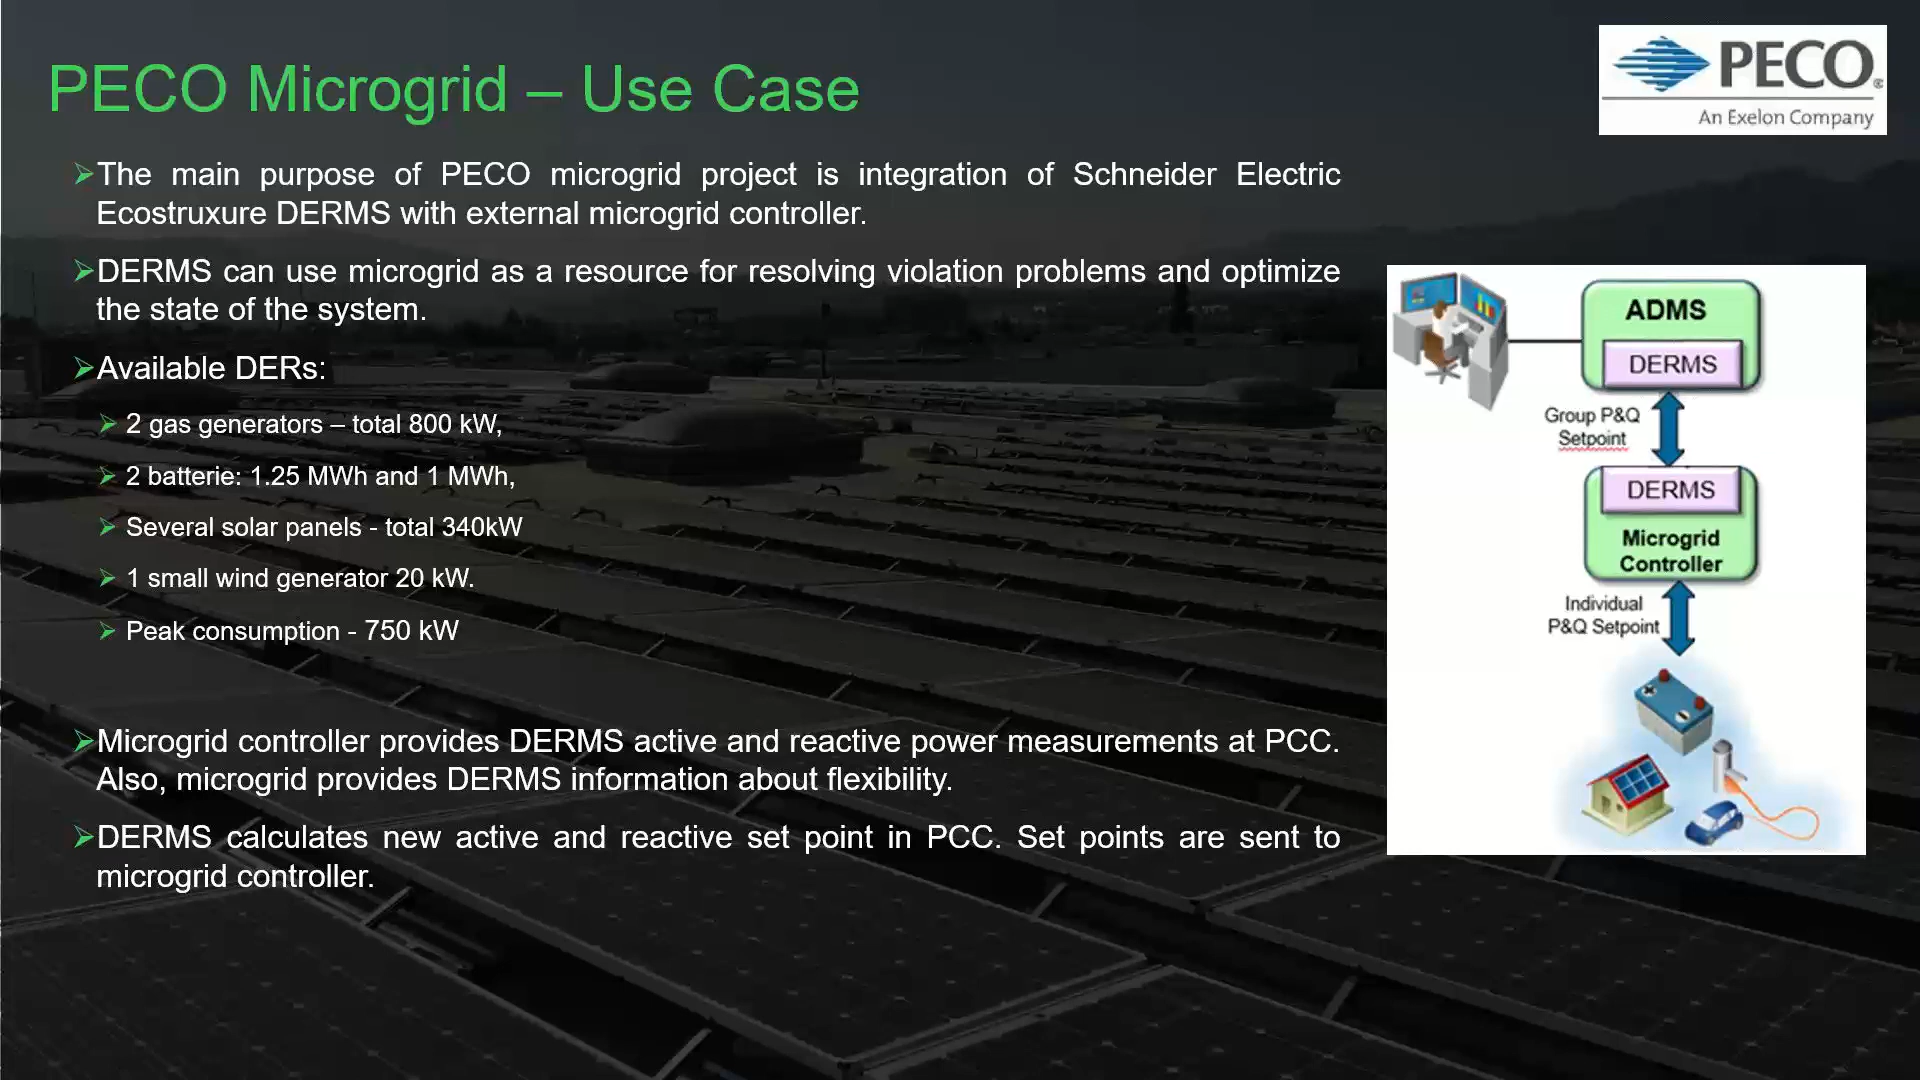 PECO Microgrid – Use Case
PECO®
An Exelon Company
➢The main purpose of PECO microgrid project is integration of Schneider Electric
Ecostruxure DERMS with external microgrid controller.
➢DERMS can use microgrid as a resource for resolving violation problems and optimize
the state of the system.
➢Available DERs:
➢ 2 gas generators – total 800 kW,
➢ 2 batterie: 1.25 MWh and 1 MWh,
➢ Several solar panels - total 340kW
➢ 1 small wind generator 20 kW.
➢ Peak consumption - 750 kW
➢Microgrid controller provides DERMS active and reactive power measurements at PCC.
Also, microgrid provides DERMS information about flexibility.
➢DERMS calculates new active and reactive set point in PCC. Set points are sent to
microgrid controller.
ADMS
DERMS
Group P&Q
Setpoint
DERMS
Microgrid
Controller
Individual
P&Q Setpoint